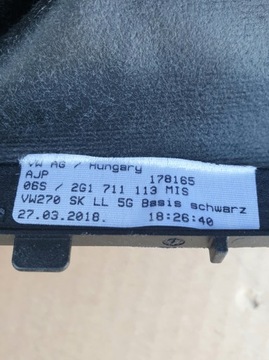 VW AG / Hungary
AJP 178165
06S / 2G1 711 113 MIS
VW270 SK LL 5G Basis schwarz
27.03.2018. 18:26:40